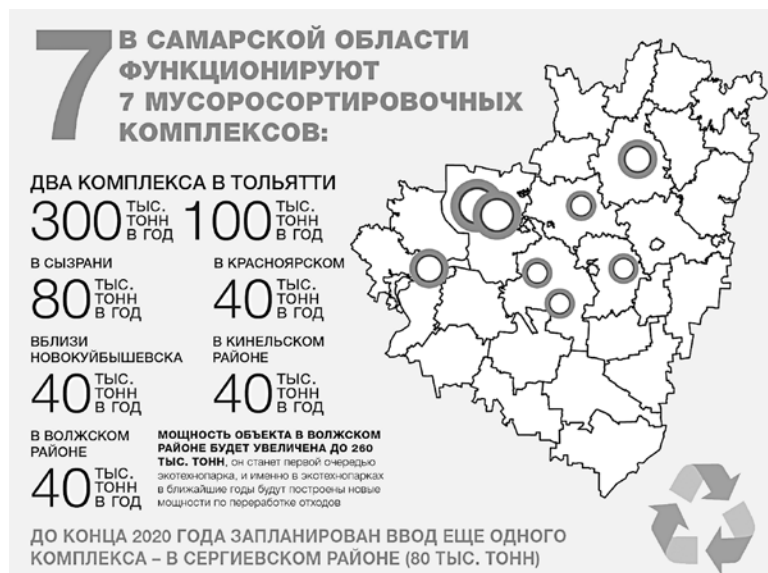 7
В САМАРСКОЙ ОБЛАСТИ
ФУНКЦИОНИРУЮТ
7 МУСОРОСОРТИРОВОЧНЫХ
КОМПЛЕКСОВ:
ДВА КОМПЛЕКСА В ТОЛЬЯТТИ
300 ТЫС. ТОНН В ГОД
100 ТЫС. ТОНН В ГОД
В СЫЗРАНИ
80 ТЫС. ТОНН В ГОД
В КРАСНОЯРСКОМ
40 ТЫС. ТОНН В ГОД
ВБЛИЗИ
НОВОКУЙБЫШЕВСКА
40 ТЫС. ТОНН В ГОД
В КИНЕЛЬСКОМ
РАЙОНЕ
40 ТЫС. ТОНН В ГОД
В ВОЛЖСКОМ
РАЙОНЕ
40 ТЫС. ТОНН В ГОД
МОЩНОСТЬ ОБЪЕКТА В ВОЛЖСКОМ
РАЙОНЕ БУДЕТ УВЕЛИЧЕНА ДО 260
ТЫС. ТОНН, он станет первой очередью
экотехнопарка, и именно в экотехнопарках
в ближайшие годы будут построены новые
мощности по переработке отходов
ДО КОНЦА 2020 ГОДА ЗАПЛАНИРОВАН ВВОД ЕЩЕ ОДНОГО
КОМПЛЕКСА – В СЕРГИЕВСКОМ РАЙОНЕ (80 ТЫС. ТОНН)